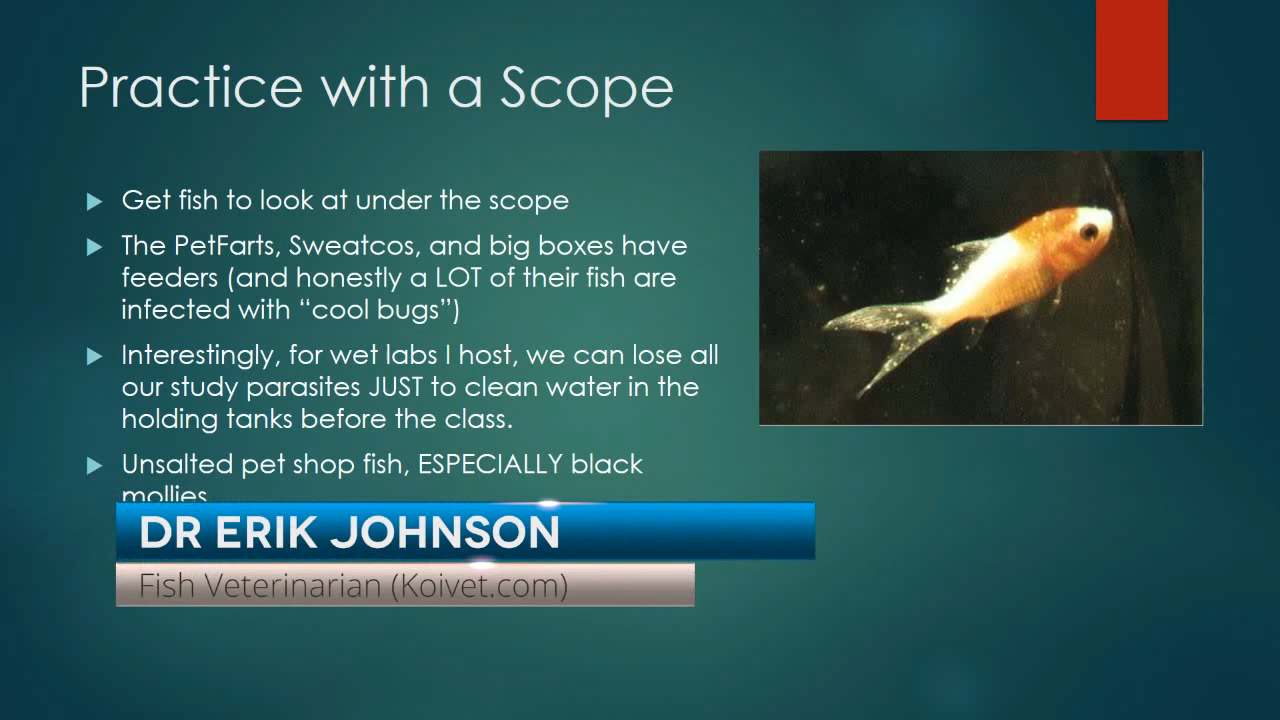 Practice with a Scope
Get fish to look at under the scope
The PetFarts, Sweatcos, and big boxes have
feeders (and honestly a LOT of their fish are
infected with “cool bugs”)
Interestingly, for wet labs I host, we can lose all
our study parasites JUST to clean water in the
holding tanks before the class.
Unsalted pet shop fish, ESPECIALLY black
mollies
DR ERIK JOHNSON
Fish Veterinarian (Koivet.com)